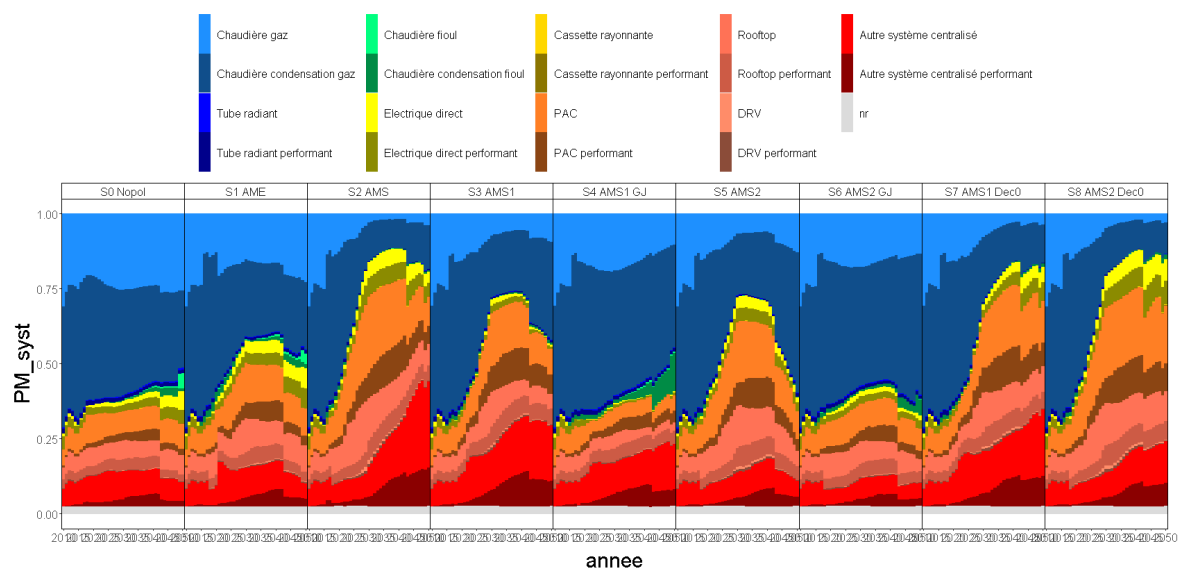 Chaudière gaz
Chaudière fioul
Cassette rayonnante
Rooftop
Autre système centralisé
Chaudière condensation gaz
Chaudière condensation fioul
Cassette rayonnante performant
Rooftop performant
Autre système centralisé performant
Tube radiant
Electrique direct
PAC
DRV
nr
Tube radiant performant
Electrique direct performant
PAC performant
DRV performant
S0 Nopol
S1 AME
S2 AMS
S3 AMS1
S4 AMS1 GJ
S5 AMS2
S6 AMS2 GJ
S7 AMS1 Dec0
S8 AMS2 Dec0
1.00
0.75
0.50
0.25
0.00
PM_syst
annee